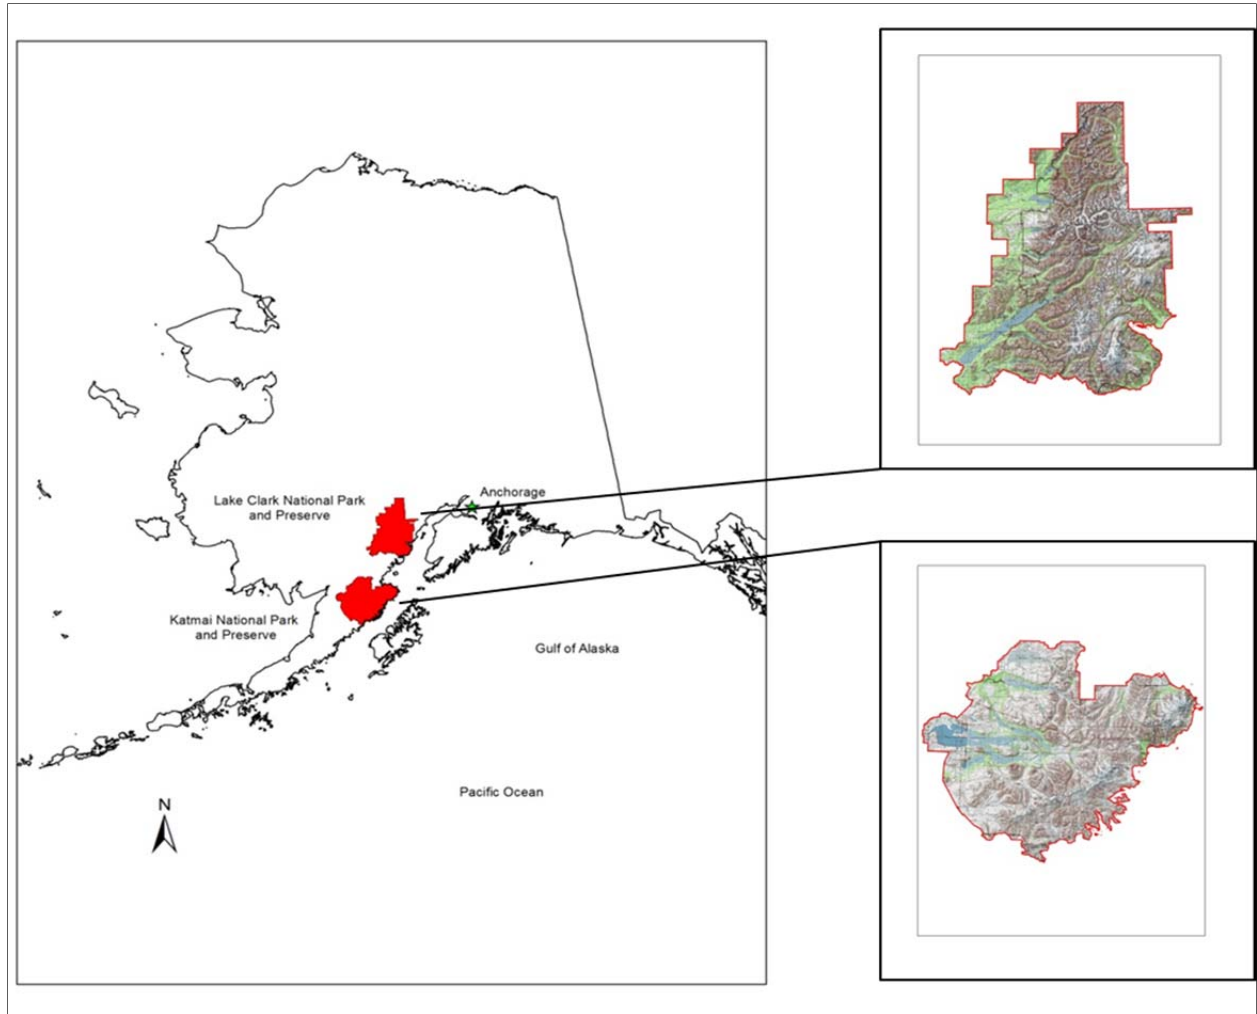 Anchorage
Lake Clark National Park
and Preserve
Katmai National Park
and Preserve
Gulf of Alaska
Pacific Ocean
N